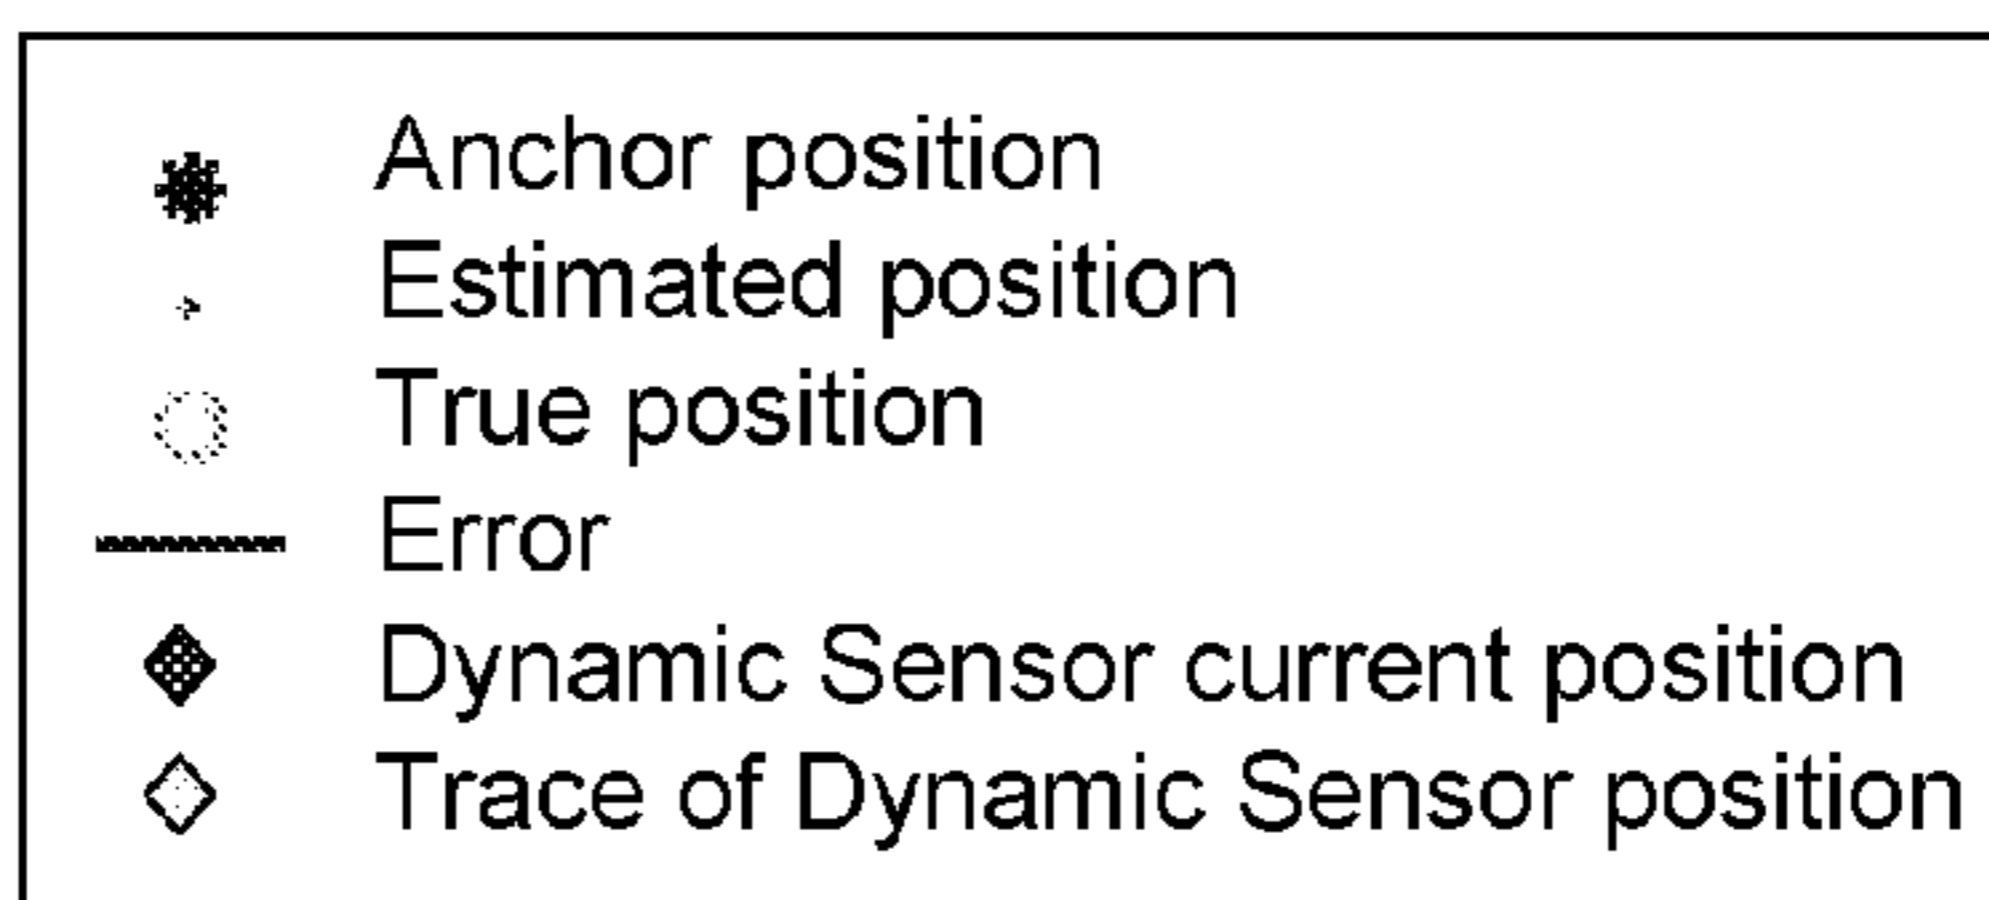 Anchor position
Estimated position
True position
Error
Dynamic Sensor current position
Trace of Dynamic Sensor position